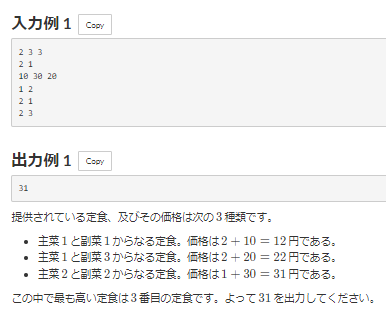 入力例 1 Copy
2 3 3
2 1
10 30 20
1 2
2 1
2 3
出力例 1 Copy
31
提供されている定食、及びその価格は次の 3 種類です。
• 主菜 1 と副菜 1 からなる定食。価格は 2 + 10 = 12 円である。
• 主菜 1 と副菜 3 からなる定食。価格は 2 + 20 = 22 円である。
• 主菜 2 と副菜 2 からなる定食。価格は 1 + 30 = 31 円である。
この中で最も高い定食は 3 番目の定食です。よって 31 を出力してください。